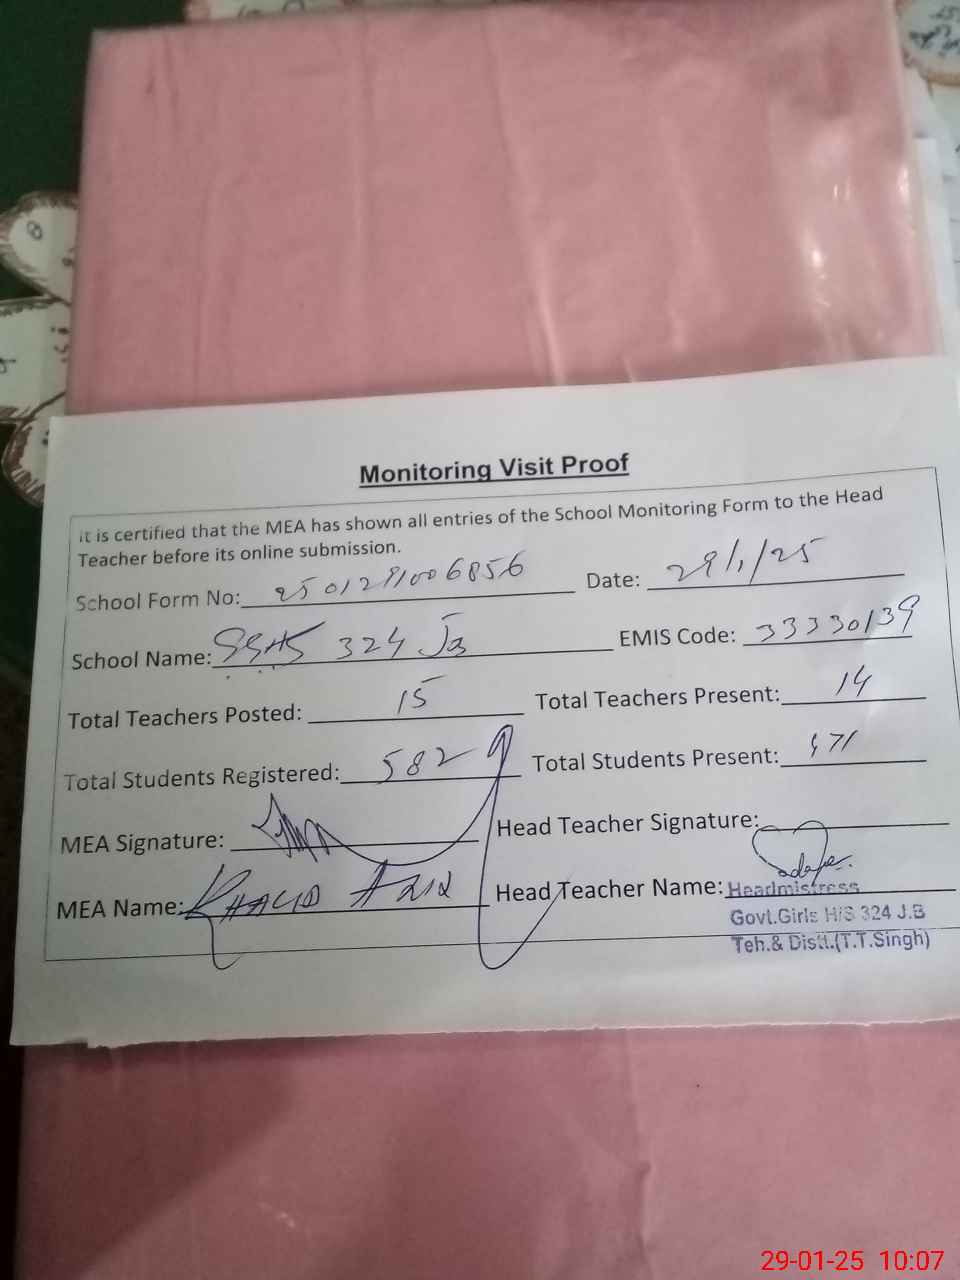 Monitoring Visit Proof
It is certified that the MEA has shown all entries of the School Monitoring Form to the Head
Teacher before its online submission.
School Form No: 2501291006856 Date: 29/1/25
School Name: GGHS 324 JB EMIS Code: 33330139
Total Teachers Posted: 15 Total Teachers Present: 14
Total Students Registered: 582 Total Students Present:
MEA Signature: Head Teacher Signature:
MEA Name: KHALID AZIZ Head Teacher Name: Headmistress
Govt.Girls H/S 324 J.B
Teh.& Distt.(T.T.Singh)
29-01-25 10:07